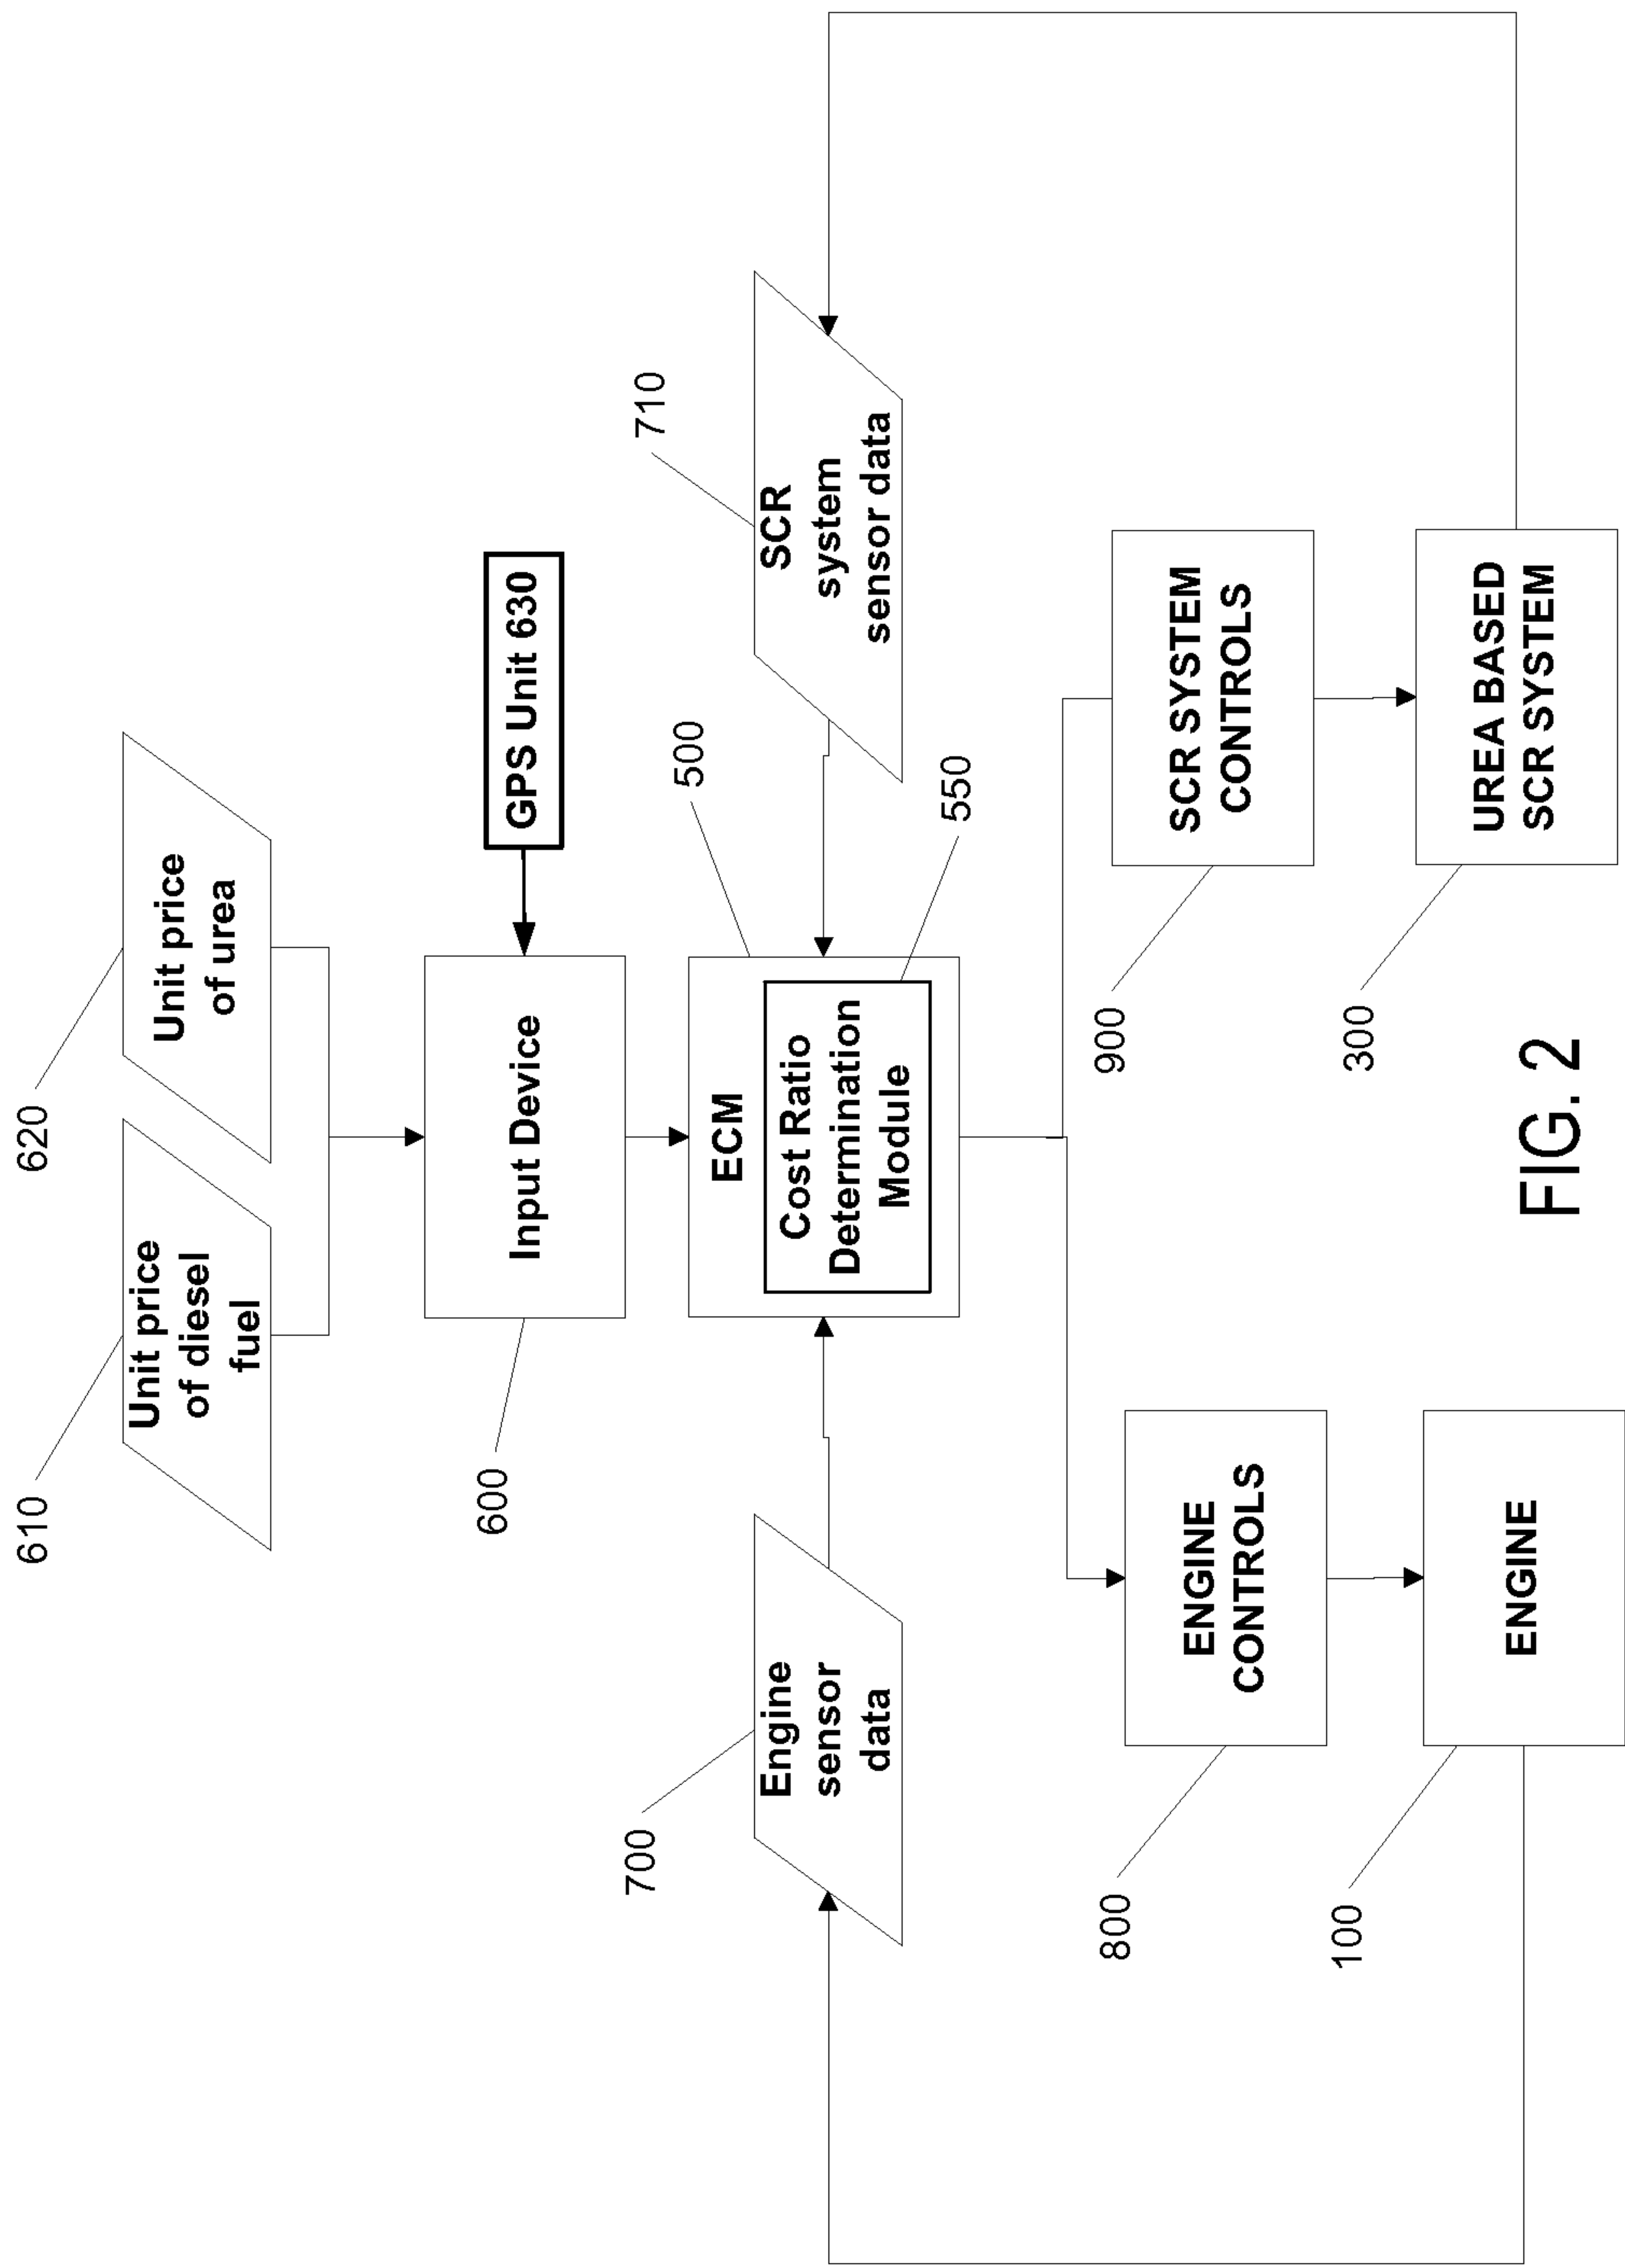 610
620
Unit price
of diesel
fuel
Unit price
of urea
600
Input Device
GPS Unit 630
700
Engine
sensor
data
500
ECM
Cost Ratio
Determination
Module
550
710
SCR
system
sensor data
800
ENGINE
CONTROLS
900
SCR SYSTEM
CONTROLS
100
ENGINE
300
UREA BASED
SCR SYSTEM
FIG. 2